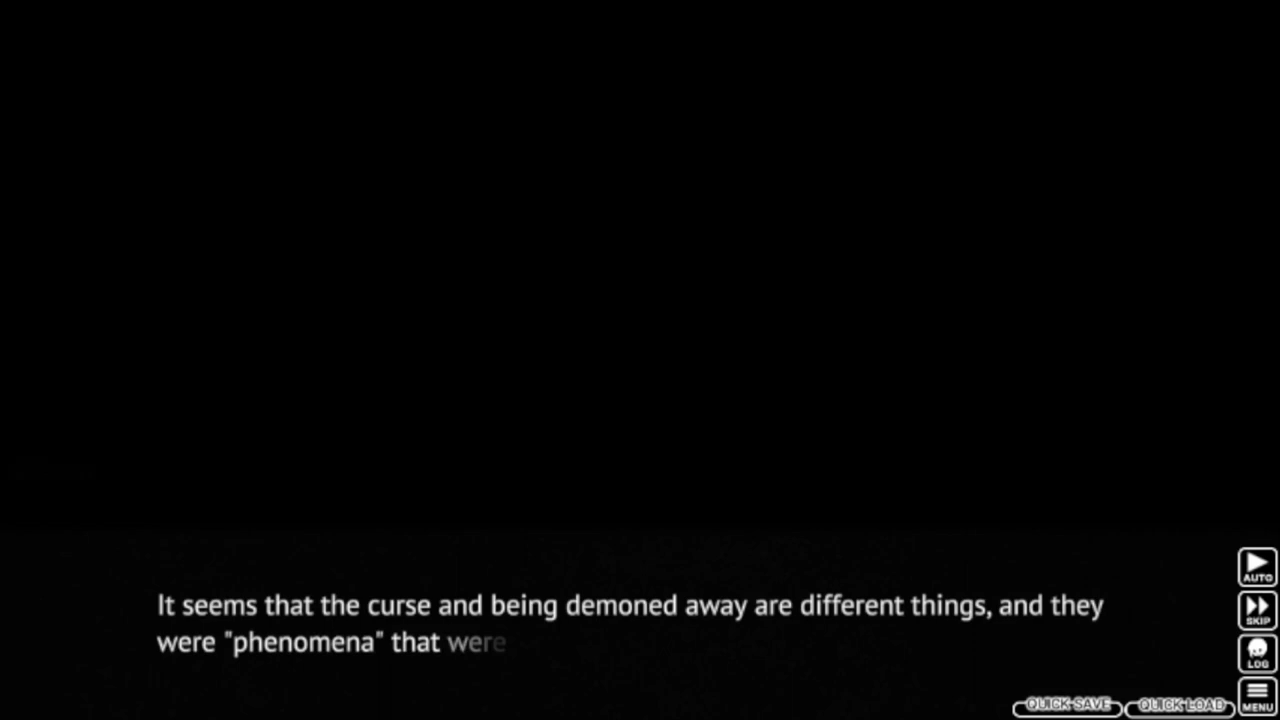 It seems that the curse and being demoned away are different things, and they
were "phenomena" that were
AUTO
SKIP
LOG
MENU
QUICK SAVE
QUICK LOAD